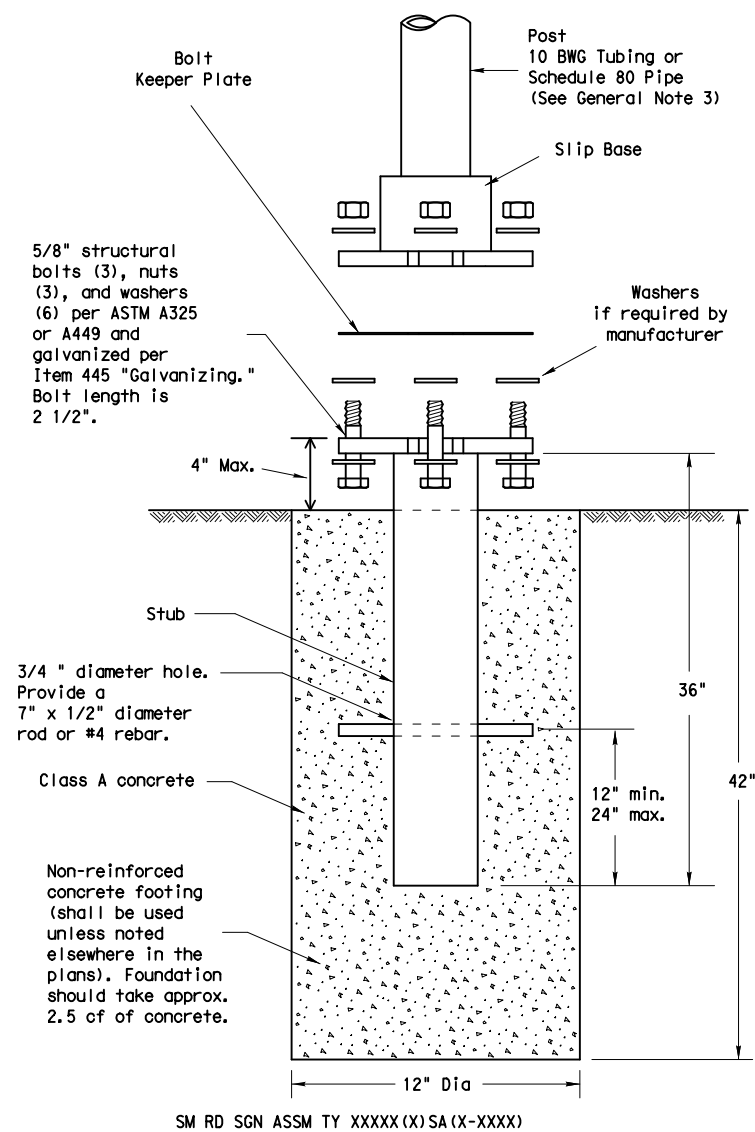 Bolt
Keeper Plate
Post
10 BWG Tubing or
Schedule 80 Pipe
(See General Note 3)
Slip Base
5/8" structural
bolts (3), nuts
(3), and washers
(6) per ASTM A325
or A449 and
galvanized per
Item 445 "Galvanizing."
Bolt length is
2 1/2".
Washers
if required by
manufacturer
4" Max.
Stub
3/4 " diameter hole.
Provide a
7" x 1/2" diameter
rod or #4 rebar.
36"
Class A concrete
12" min.
24" max.
42"
Non-reinforced
concrete footing
(shall be used
unless noted
elsewhere in the
plans). Foundation
should take approx.
2.5 cf of concrete.
12" Dia
SM RD SGN ASSM TY XXXXX(X)SA(X-XXXX)